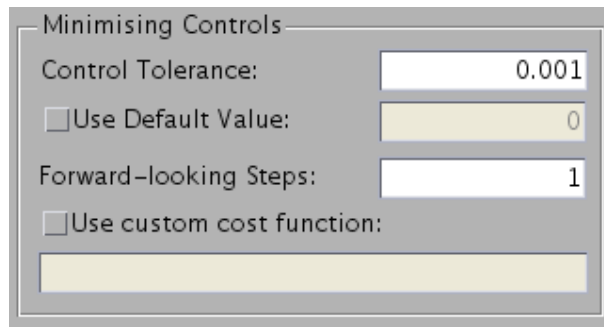 Minimising Controls
Control Tolerance: 0.001
Use Default Value: 0
Forward-looking Steps: 1
Use custom cost function: